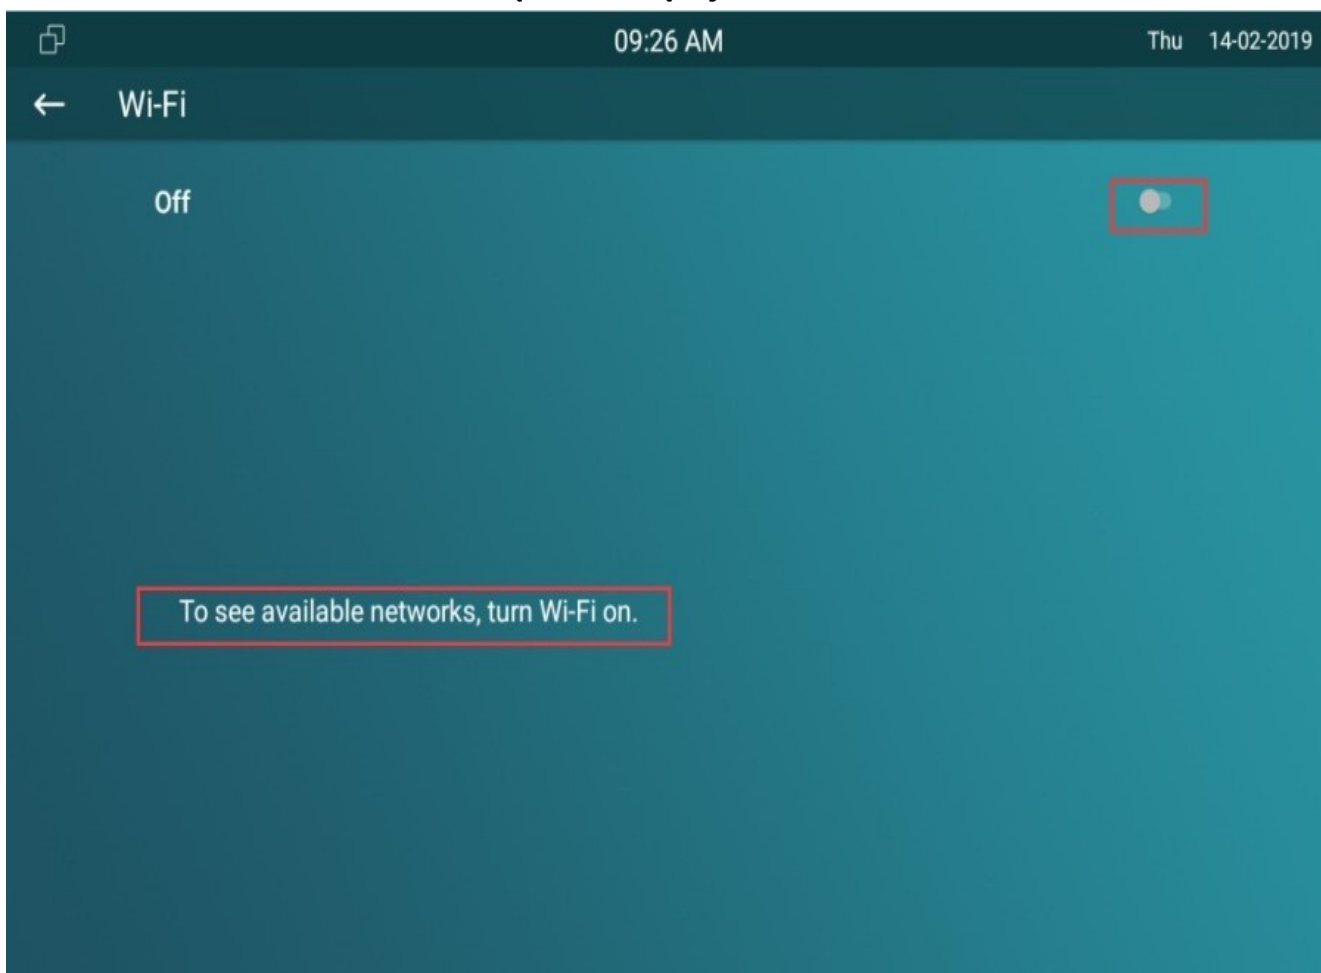 09:26 AM
Thu 14-02-2019
Wi-Fi
Off
To see available networks, turn Wi-Fi on.